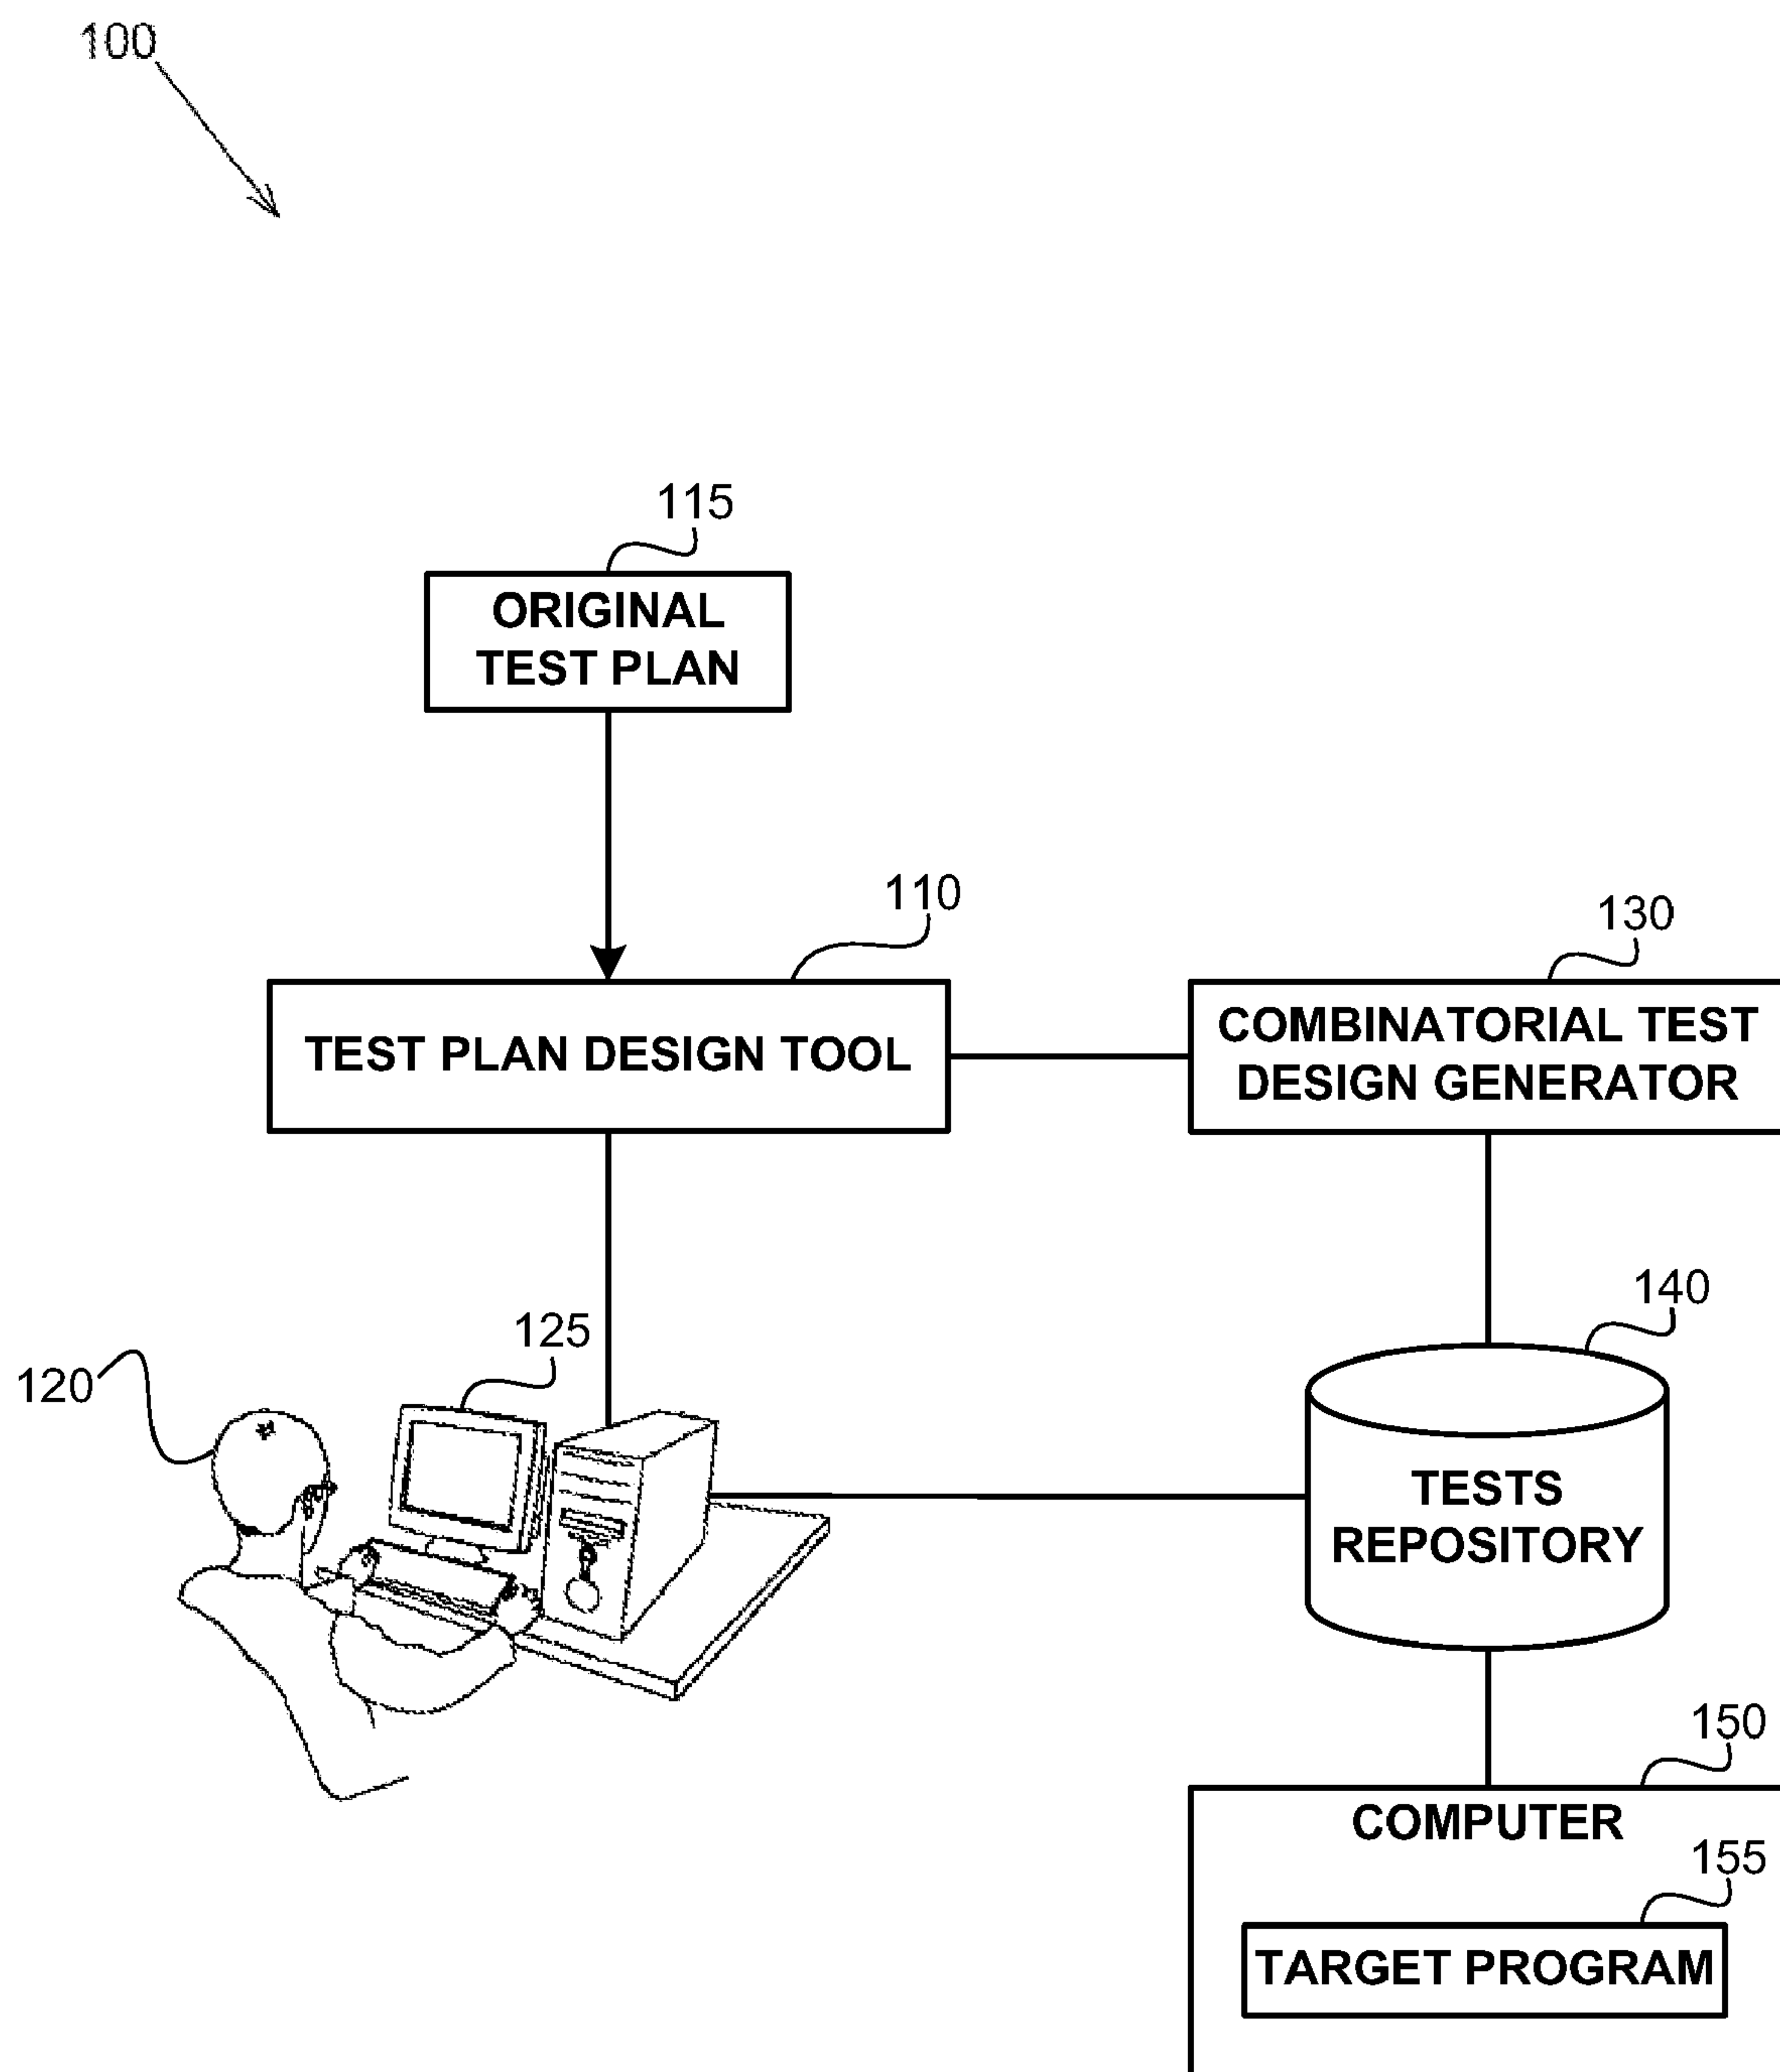 100
115
ORIGINAL
TEST PLAN
110
TEST PLAN DESIGN TOOL
130
COMBINATORIAL TEST
DESIGN GENERATOR
120
125
140
TESTS
REPOSITORY
150
COMPUTER
155
TARGET PROGRAM